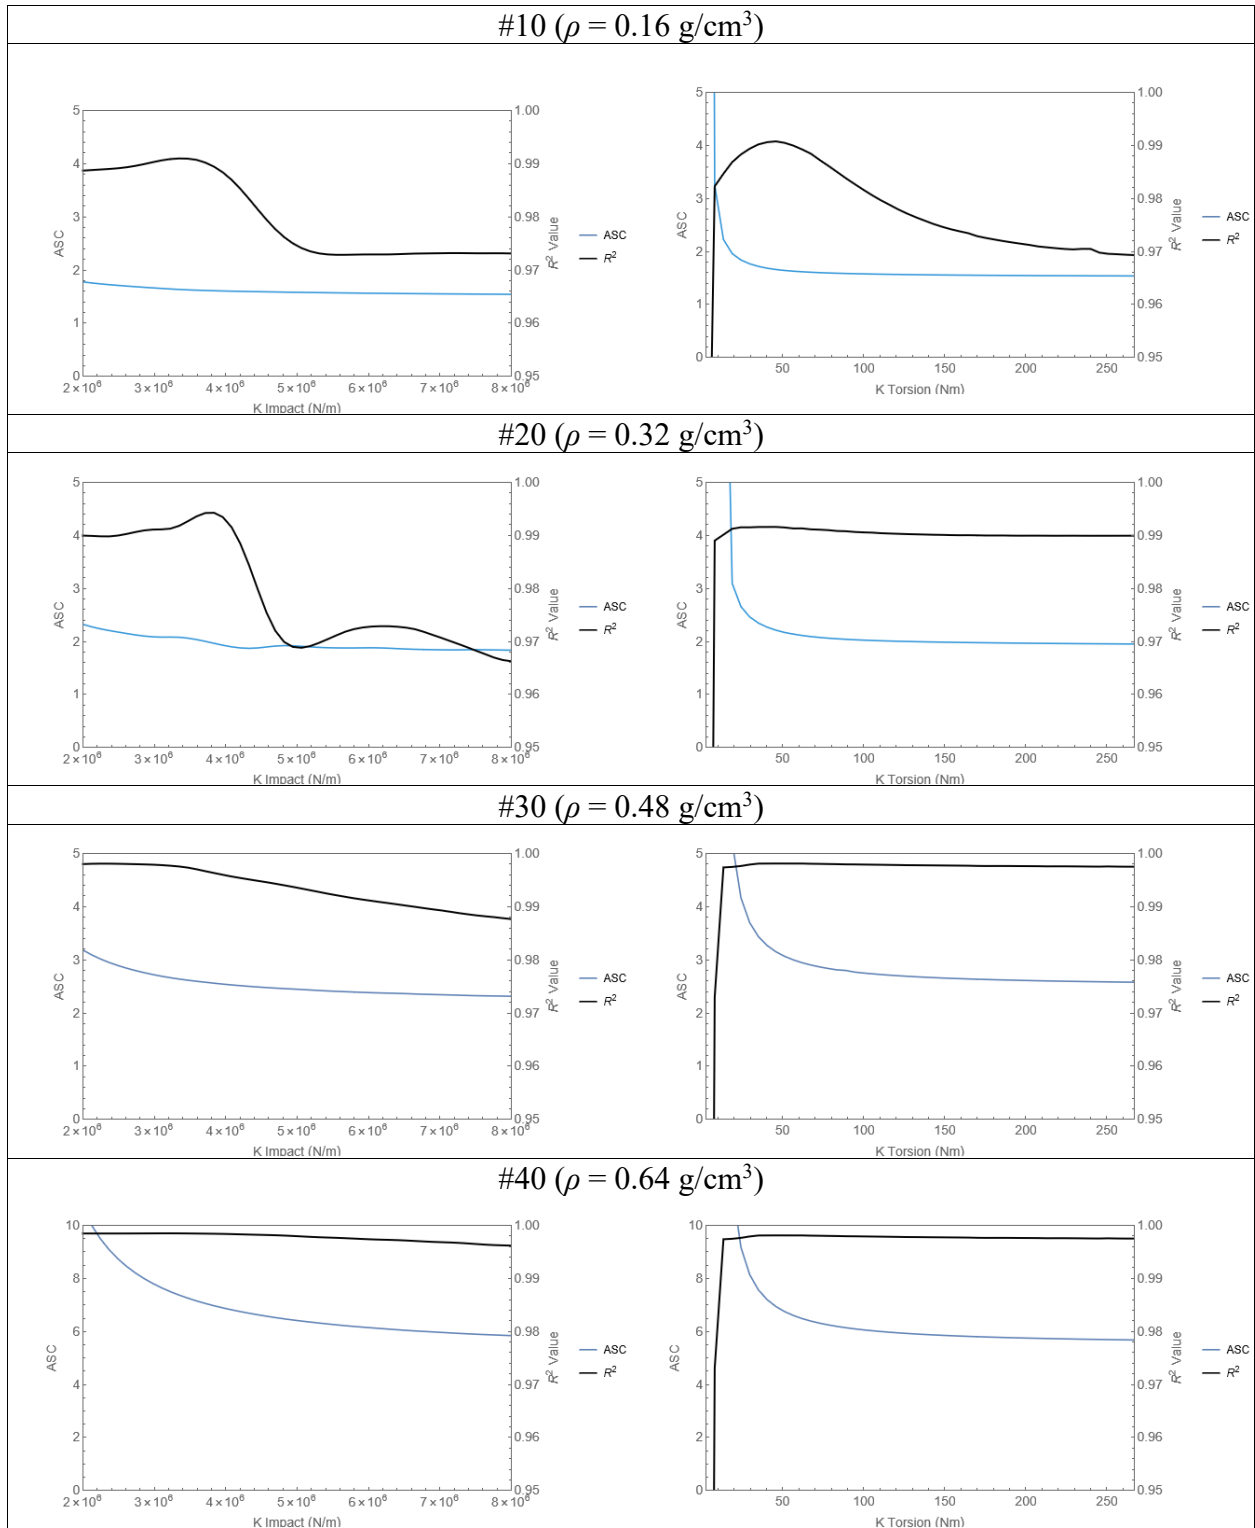 #10 (ρ = 0.16 g/cm³)
5
4
3
2
1
0
ASC
1.00
0.99
0.98
0.97
0.96
0.95
R² Value
ASC
R²
2×10⁶ 3×10⁶ 4×10⁶ 5×10⁶ 6×10⁶ 7×10⁶ 8×10⁶
K Impact (N/m)
5
4
3
2
1
0
ASC
1.00
0.99
0.98
0.97
0.96
0.95
R² Value
ASC
R²
50 100 150 200 250
K Torsion (Nm)
#20 (ρ = 0.32 g/cm³)
5
4
3
2
1
0
ASC
1.00
0.99
0.98
0.97
0.96
0.95
R² Value
ASC
R²
2×10⁶ 3×10⁶ 4×10⁶ 5×10⁶ 6×10⁶ 7×10⁶ 8×10⁶
K Impact (N/m)
5
4
3
2
1
0
ASC
1.00
0.99
0.98
0.97
0.96
0.95
R² Value
ASC
R²
50 100 150 200 250
K Torsion (Nm)
#30 (ρ = 0.48 g/cm³)
5
4
3
2
1
0
ASC
1.00
0.99
0.98
0.97
0.96
0.95
R² Value
ASC
R²
2×10⁶ 3×10⁶ 4×10⁶ 5×10⁶ 6×10⁶ 7×10⁶ 8×10⁶
K Impact (N/m)
5
4
3
2
1
0
ASC
1.00
0.99
0.98
0.97
0.96
0.95
R² Value
ASC
R²
50 100 150 200 250
K Torsion (Nm)
#40 (ρ = 0.64 g/cm³)
10
8
6
4
2
0
ASC
1.00
0.99
0.98
0.97
0.96
0.95
R² Value
ASC
R²
2×10⁶ 3×10⁶ 4×10⁶ 5×10⁶ 6×10⁶ 7×10⁶ 8×10⁶
K Impact (N/m)
10
8
6
4
2
0
ASC
1.00
0.99
0.98
0.97
0.96
0.95
R² Value
ASC
R²
50 100 150 200 250
K Torsion (Nm)